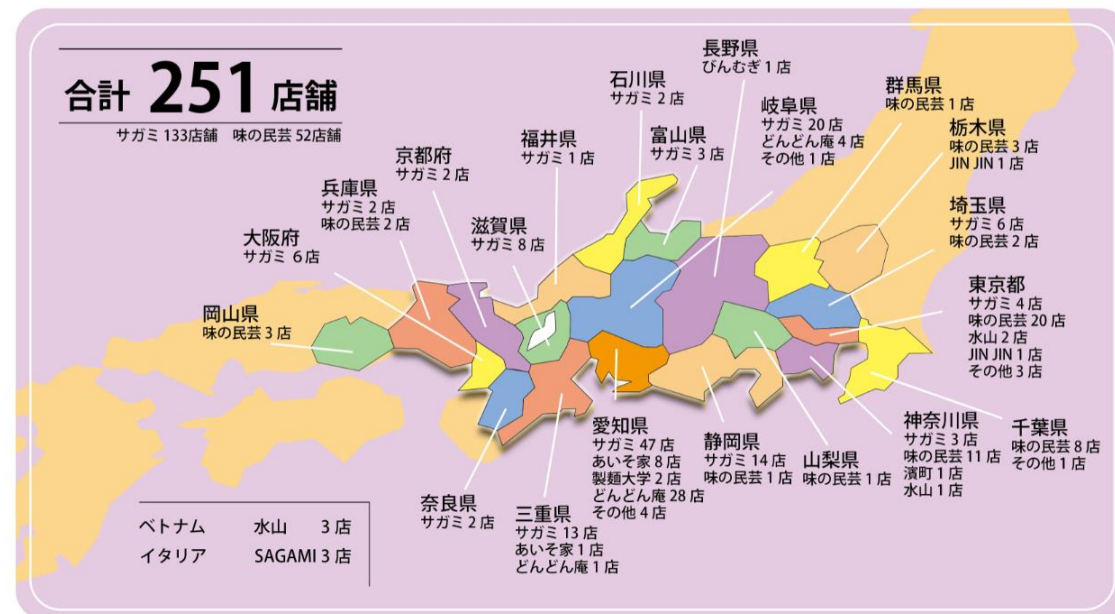 合計 251 店舗
サガミ 133店舗 味の民芸 52店舗
長野県
びんむぎ 1 店
石川県
サガミ 2 店
岐阜県
サガミ 20 店
どんどん庵 4 店
その他 1 店
群馬県
味の民芸 1 店
富山県
サガミ 3 店
福井県
サガミ 1 店
栃木県
味の民芸 3 店
JIN JIN 1 店
京都府
サガミ 2 店
兵庫県
サガミ 2 店
味の民芸 2 店
滋賀県
サガミ 8 店
埼玉県
サガミ 6 店
味の民芸 2 店
大阪府
サガミ 6 店
東京都
サガミ 4 店
味の民芸 20 店
水山 2 店
JIN JIN 1 店
その他 3 店
岡山県
味の民芸 3 店
愛知県
サガミ 47 店
あいそ家 8 店
製麺大学 2 店
どんどん庵 28 店
その他 4 店
静岡県
サガミ 14 店
味の民芸 1 店
山梨県
味の民芸 1 店
神奈川県
サガミ 3 店
味の民芸 11 店
濱町 1 店
水山 1 店
千葉県
味の民芸 8 店
その他 1 店
奈良県
サガミ 2 店
三重県
サガミ 13 店
あいそ家 1 店
どんどん庵 1 店
ベトナム 水山 3 店
イタリア SAGAMI 3 店